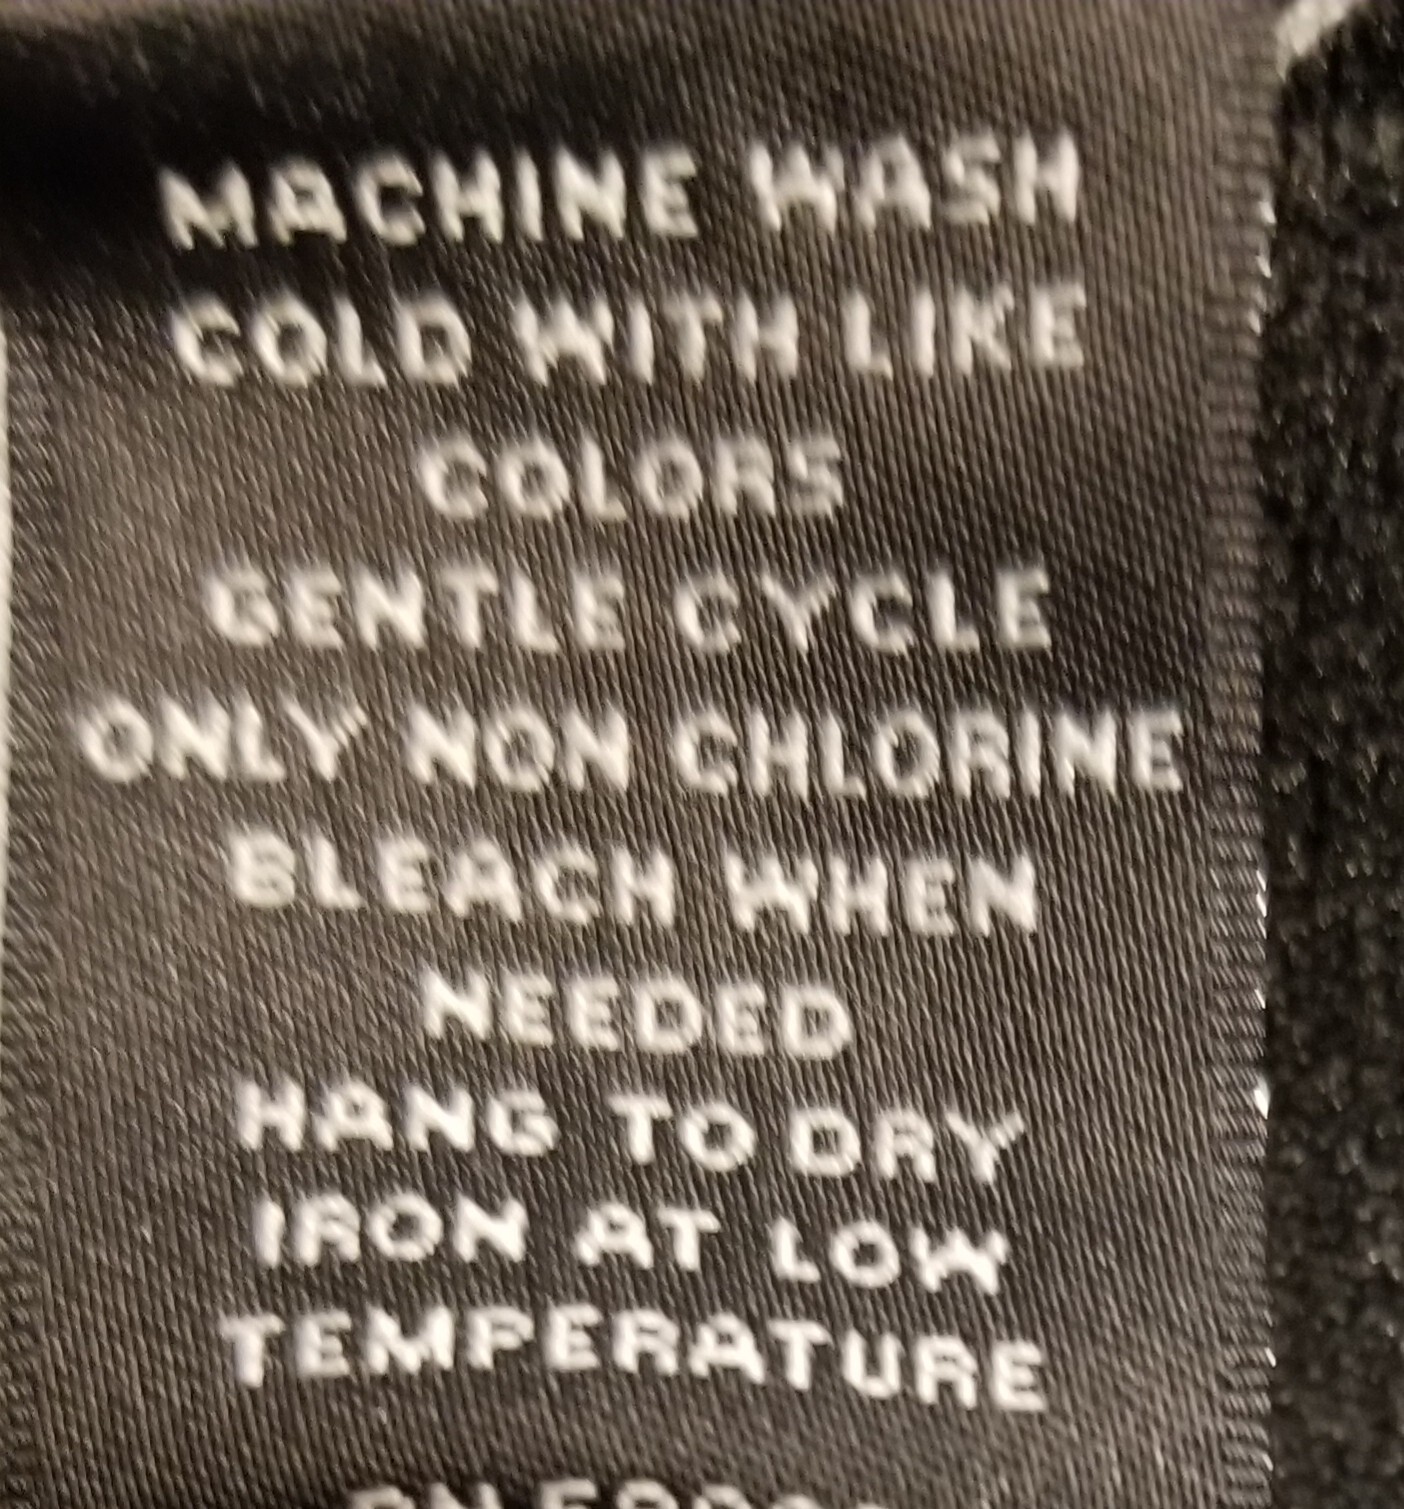 MACHINE WASH
COLD WITH LIKE
COLORS
GENTLE CYCLE
ONLY NON CHLORINE
BLEACH WHEN
NEEDED
HANG TO DRY
IRON AT LOW
TEMPERATURE